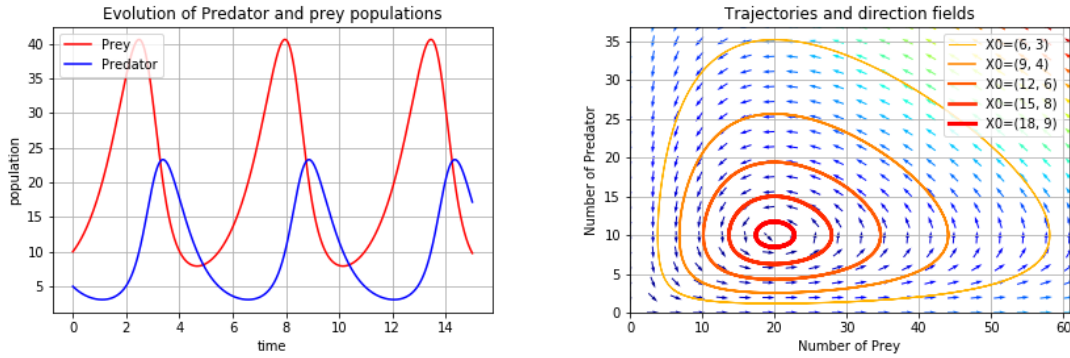 Evolution of Predator and prey populations
40
35
30
25
20
15
10
5
population
Prey
Predator
0
2
4
6
8
10
12
14
time
Trajectories and direction fields
35
30
25
20
15
10
5
0
Number of Predator
X0=(6, 3)
X0=(9, 4)
X0=(12, 6)
X0=(15, 8)
X0=(18, 9)
0
10
20
30
40
50
60
Number of Prey